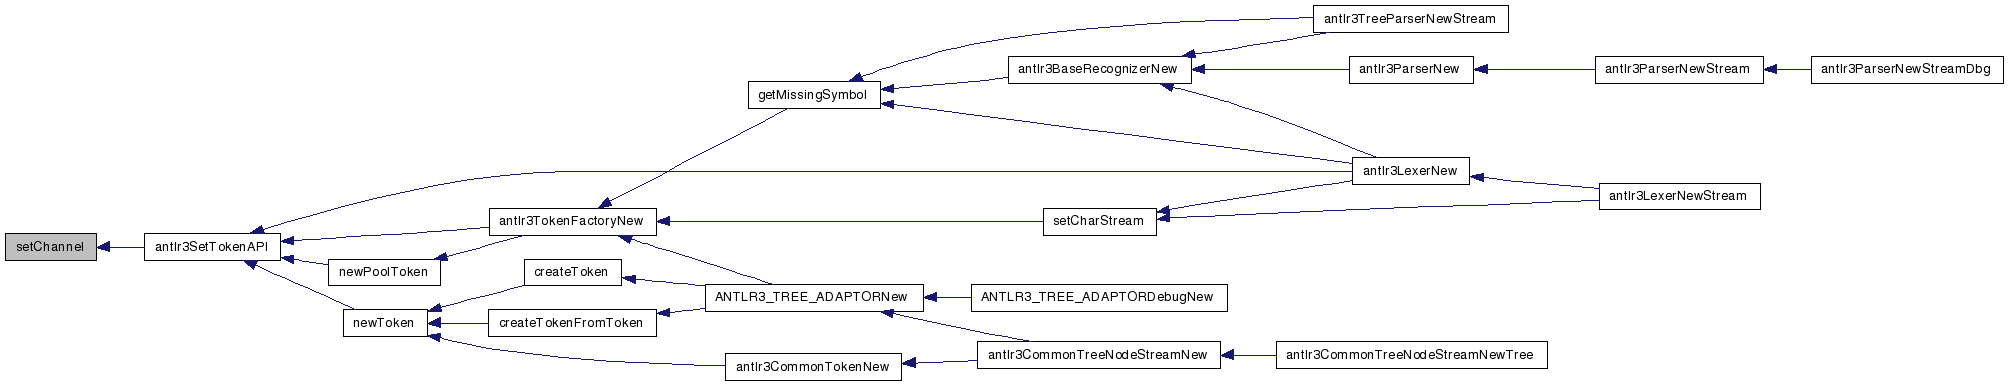 antlr3TreeParserNewStream
antlr3BaseRecognizerNew
antlr3ParserNew
antlr3ParserNewStream
antlr3ParserNewStreamDbg
getMissingSymbol
antlr3LexerNew
antlr3LexerNewStream
antlr3TokenFactoryNew
setCharStream
setChannel
antlr3SetTokenAPI
newPoolToken
createToken
ANTLR3_TREE_ADAPTORNew
ANTLR3_TREE_ADAPTORDebugNew
newToken
createTokenFromToken
antlr3CommonTreeNodeStreamNew
antlr3CommonTreeNodeStreamNewTree
antlr3CommonTokenNew